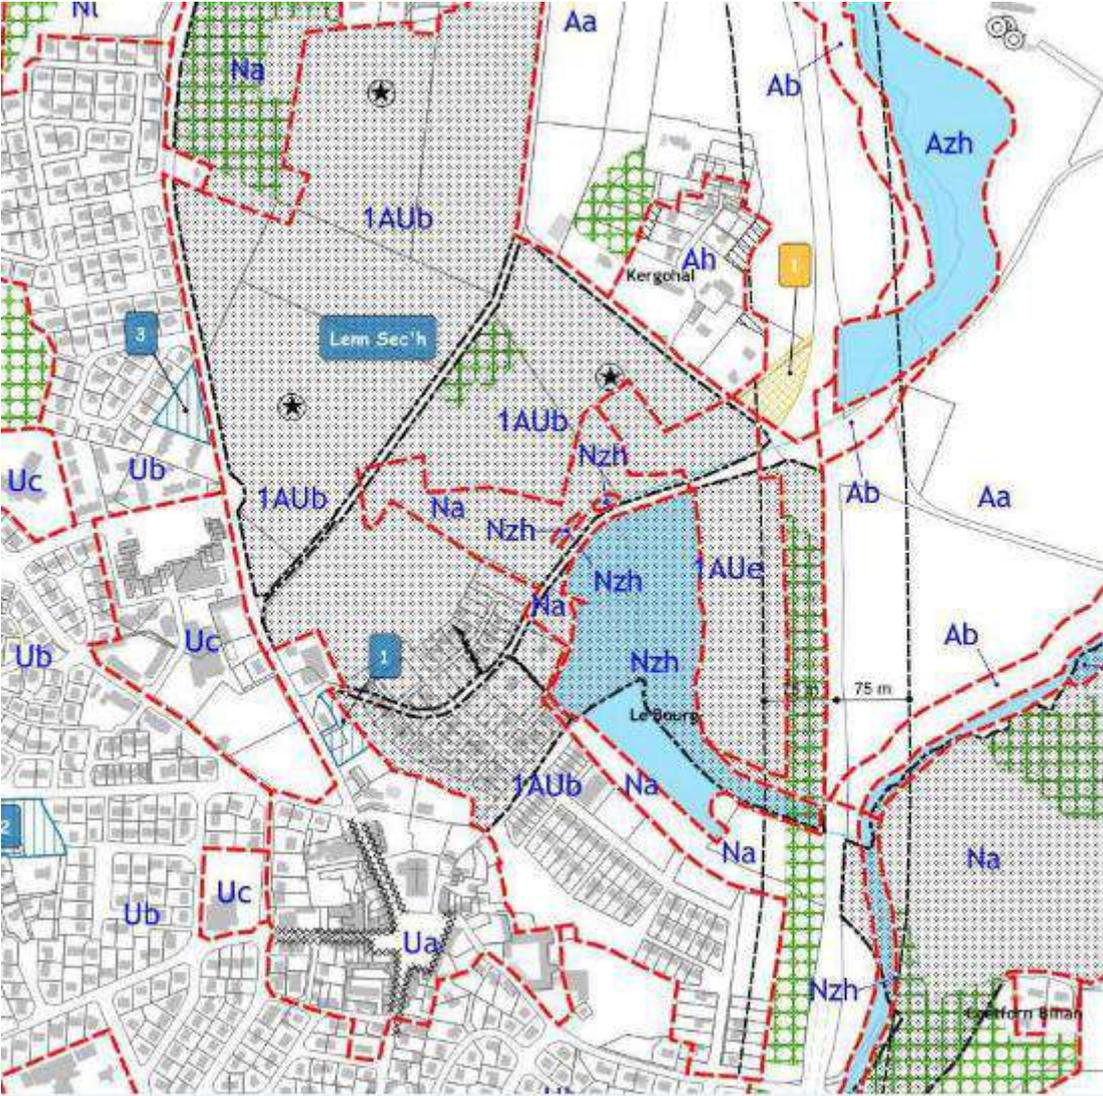 Nl
Aa
Na
Ab
Azh
1AUb
Ah
Kergohal
1
3
Lenn Sec'h
1AUb
Nzh
Ub
Uc
1AUb
Na
Nzh
Ab
Aa
Nzh
1AUe
Na
Uc
Ub
1
Nzh
Ab
75 m
Le Bourg
1AUb
Na
2
Na
Na
Uc
Ub
Ua
Nzh